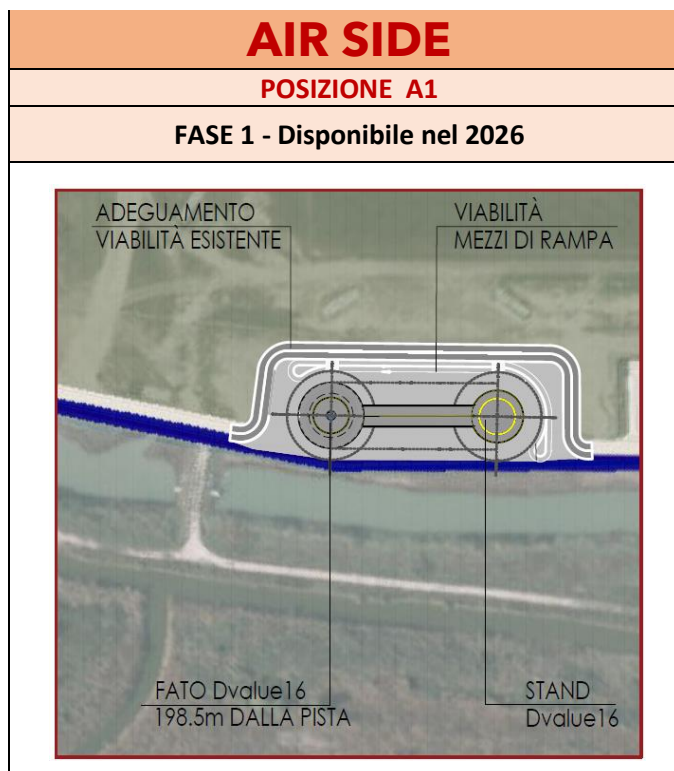 AIR SIDE
POSIZIONE A1
FASE 1 - Disponibile nel 2026
ADEGUAMENTO
VIABILITÀ ESISTENTE
VIABILITÀ
MEZZI DI RAMPA
FATO Dvalue16
198.5m DALLA PISTA
STAND
Dvalue16